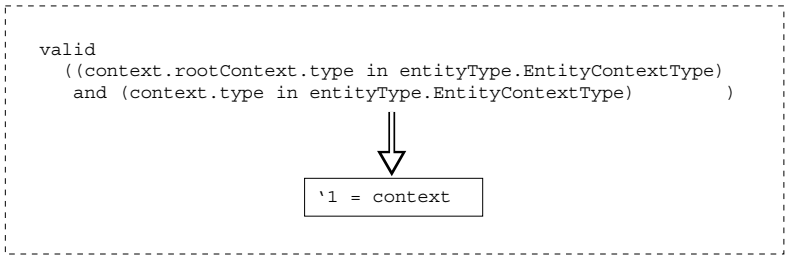 valid
((context.rootContext.type in entityType.EntityContextType)
and (context.type in entityType.EntityContextType) )
‘1 = context